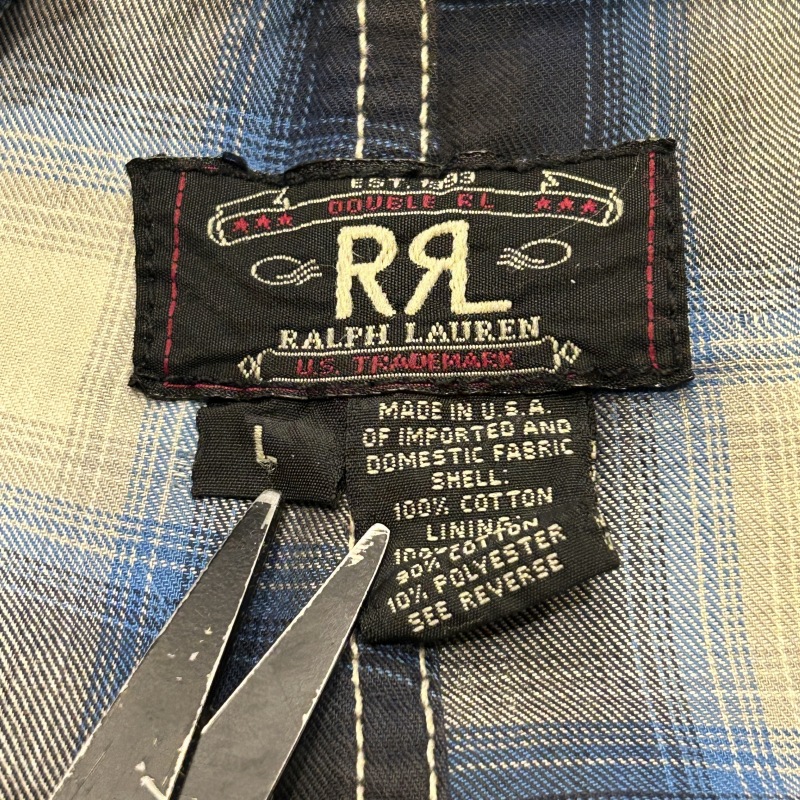 EST. 1993
DOUBLE RL
RRL
RALPH LAUREN
U.S. TRADEMARK
L
MADE IN U.S.A.
OF IMPORTED AND
DOMESTIC FABRIC
SHELL:
100% COTTON
LINING
100% COTTON
90% COTTON
10% POLYESTER
SEE REVERSE